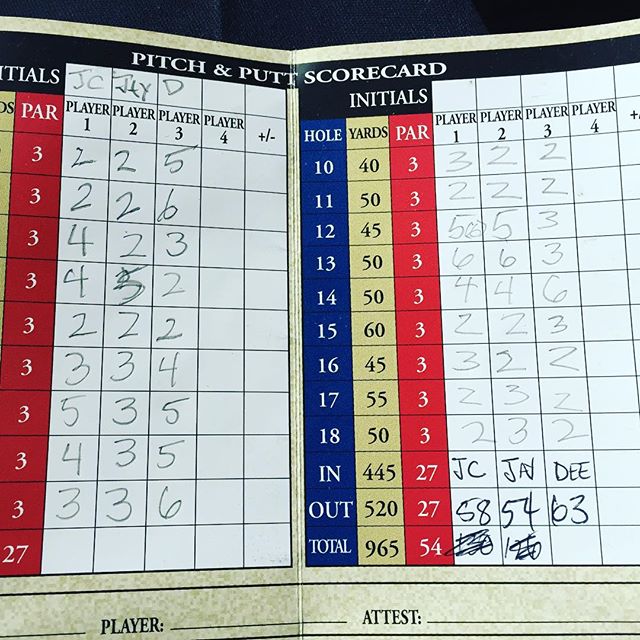 PITCH & PUTT SCORECARD
ITIALS JC JAY D
DS PAR PLAYER 1 PLAYER 2 PLAYER 3 PLAYER 4 +/-
3 2 2 5
3 2 2 6
3 4 2 3
3 4 2
3 2 2 2
3 3 3 4
3 5 3 5
3 4 3 5
3 3 3 6
27
INITIALS
HOLE YARDS PAR PLAYER 1 PLAYER 2 PLAYER 3 PLAYER 4 +/
10 40 3 3 2 2
11 50 3 2 2 2
12 45 3 5 5 3
13 50 3 6 6 3
14 50 3 4 4 6
15 60 3 2 2 3
16 45 3 3 2 2
17 55 3 2 3 2
18 50 3 2 3 2
IN 445 27 JC JAY DEE
OUT 520 27 58 54 63
TOTAL 965 54
PLAYER: ATTEST: